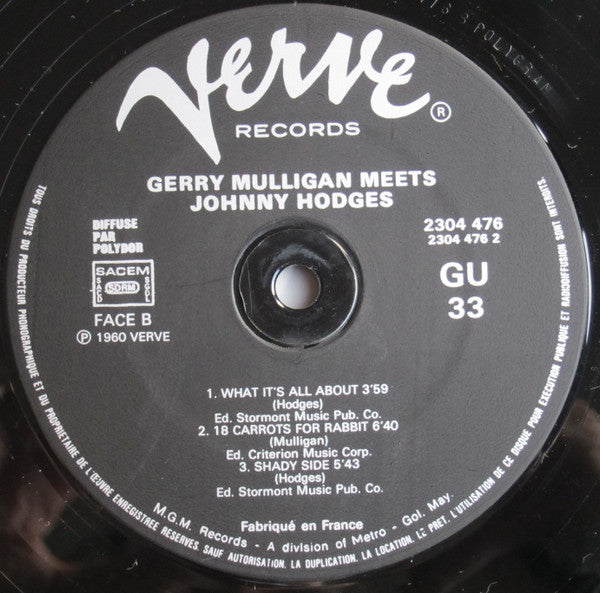 6 3 POLYGRAM
Verve ®
RECORDS
GERRY MULLIGAN MEETS
JOHNNY HODGES
DIFFUSE
PAR
POLYDOR
SACEM
SACD
SDRM
SGDL
FACE B
Ⓟ 1960 VERVE
2304 476
2304 476 2
GU
33
1. WHAT IT'S ALL ABOUT 3'59
(Hodges)
Ed. Stormont Music Pub. Co.
2. 18 CARROTS FOR RABBIT 6'40
(Mulligan)
Ed. Criterion Music Corp.
3. SHADY SIDE 5'43
(Hodges)
Ed. Stormont Music Pub. Co.
Fabriqué en France
M.G.M. Records - A division of Metro - Gol. May.
TOUS DROITS DU PRODUCTEUR PHONOGRAPHIQUE ET DU PROPRIETAIRE DE L'ŒUVRE ENREGISTREE RESERVES. SAUF AUTORISATION. LA DUPLICATION. LA LOCATION. LE PRET. L'UTILISATION DE CE DISQUE POUR EXECUTION PUBLIQUE ET RADIODIFFUSION SONT INTERDITS.